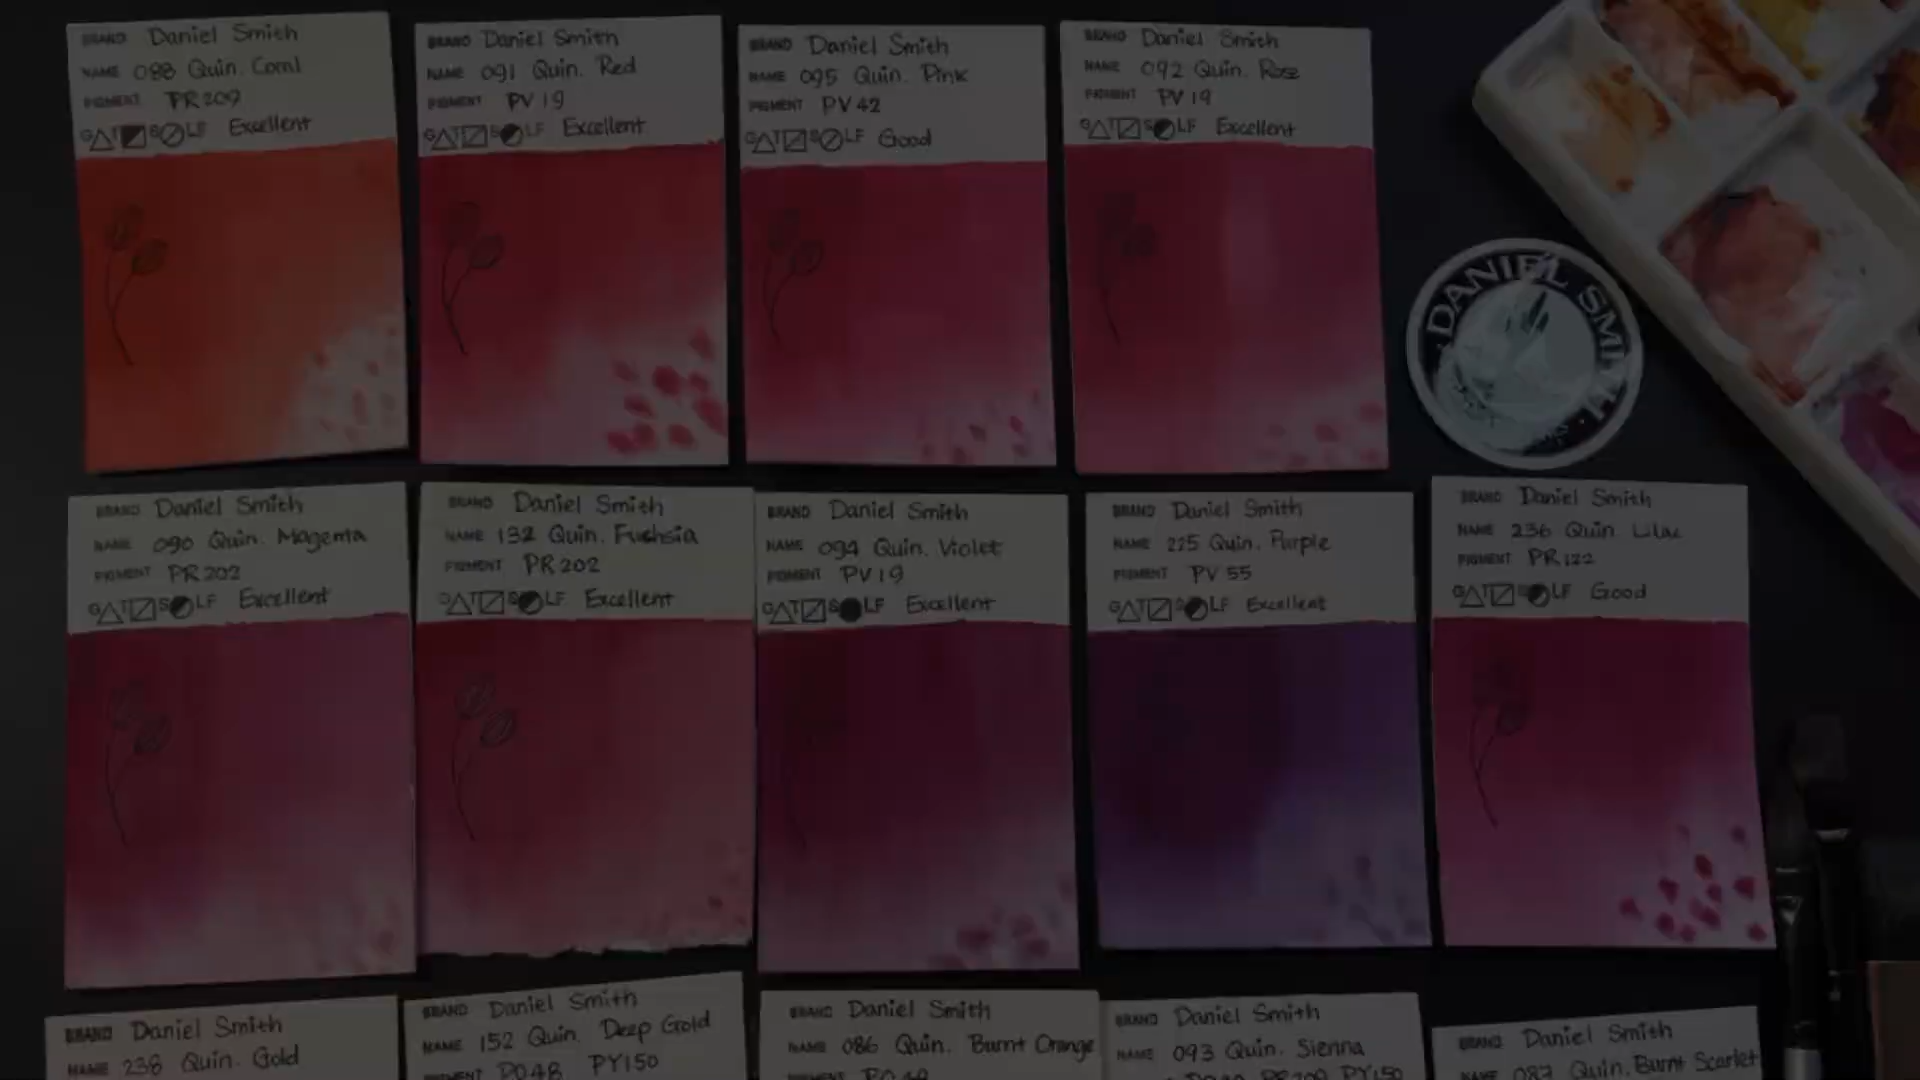 BRAND Daniel Smith
NAME 088 Quin. Coral
PIGMENT PR209
G T S LF Excellent
BRAND Daniel Smith
NAME 091 Quin. Red
PIGMENT PV19
G T S LF Excellent
BRAND Daniel Smith
NAME 095 Quin. Pink
PIGMENT PV42
G T S LF Good
BRAND Daniel Smith
NAME 092 Quin. Rose
PIGMENT PV19
G T S LF Excellent
DANIEL SMITH
BRAND Daniel Smith
NAME 090 Quin. Magenta
PIGMENT PR202
G T S LF Excellent
BRAND Daniel Smith
NAME 132 Quin. Fuchsia
PIGMENT PR202
G T S LF Excellent
BRAND Daniel Smith
NAME 094 Quin. Violet
PIGMENT PV19
G T S LF Excellent
BRAND Daniel Smith
NAME 225 Quin. Purple
PIGMENT PV55
G T S LF Excellent
BRAND Daniel Smith
NAME 236 Quin Lilac
PIGMENT PR122
G T S LF Good
BRAND Daniel Smith
NAME 238 Quin. Gold
BRAND Daniel Smith
NAME 152 Quin. Deep Gold
PIGMENT PO48 PY150
BRAND Daniel Smith
NAME 086 Quin. Burnt Orange
PO48
BRAND Daniel Smith
NAME 093 Quin. Sienna
PR209 PY150
BRAND Daniel Smith
NAME 087 Quin. Burnt Scarlet